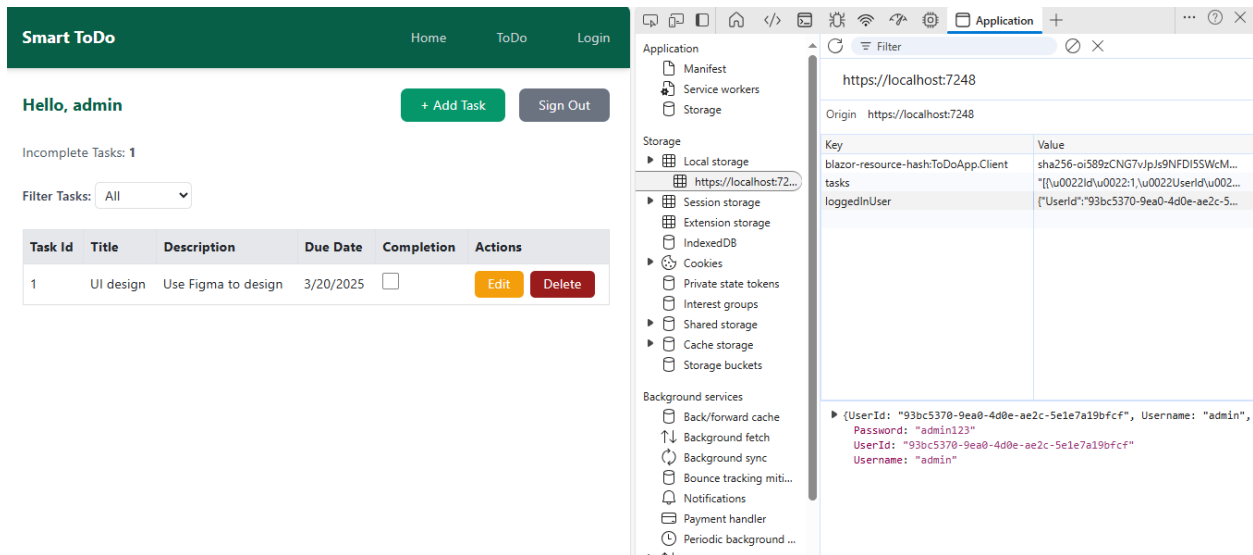 Smart ToDo
Home
ToDo
Login
Hello, admin
+ Add Task
Sign Out
Incomplete Tasks: 1
Filter Tasks: All
Task Id Title Description Due Date Completion Actions
1 UI design Use Figma to design 3/20/2025 Edit Delete
Application
Application
Manifest
Service workers
Storage
Storage
Local storage
https://localhost:72...
Session storage
Extension storage
IndexedDB
Cookies
Private state tokens
Interest groups
Shared storage
Cache storage
Storage buckets
Background services
Back/forward cache
Background fetch
Background sync
Bounce tracking miti...
Notifications
Payment handler
Periodic background ...
Filter
https://localhost:7248
Origin https://localhost:7248
Key Value
blazor-resource-hash:ToDoApp.Client sha256-oi589zCNG7vJpJs9NFDI5SWcM...
tasks "[{\u0022Id\u0022:1,\u0022UserId\u002...
loggedInUser {"UserId":"93bc5370-9ea0-4d0e-ae2c-5...
{UserId: "93bc5370-9ea0-4d0e-ae2c-5e1e7a19bfcf", Username: "admin",
Password: "admin123"
UserId: "93bc5370-9ea0-4d0e-ae2c-5e1e7a19bfcf"
Username: "admin"